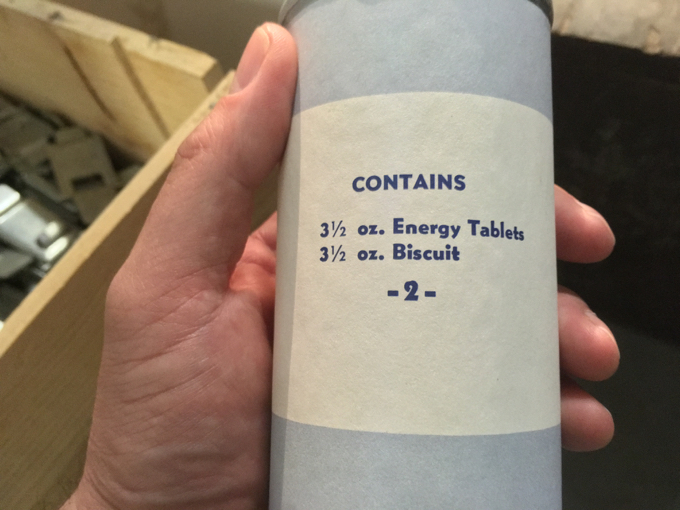 CONTAINS
3½ oz. Energy Tablets
3½ oz. Biscuit
-2-